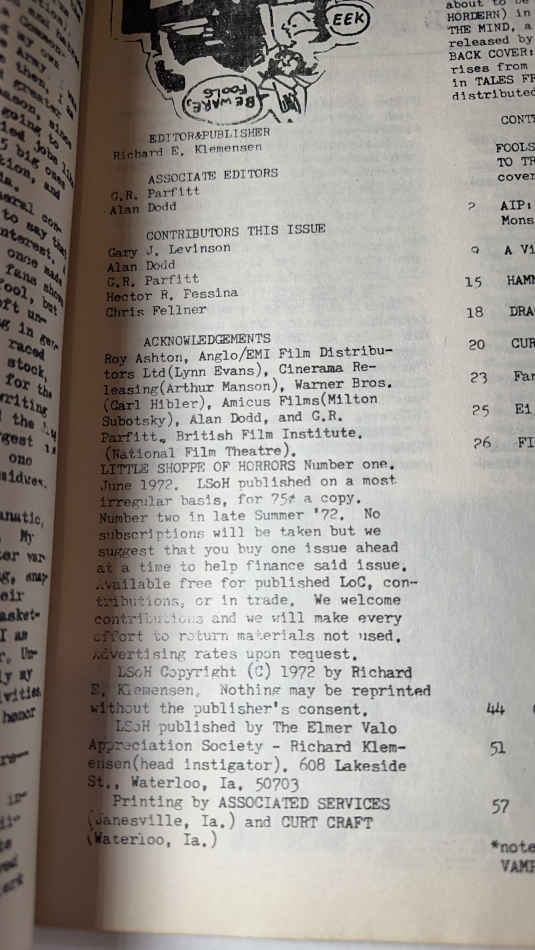 EEK
BEWARE,
FOOLS
EDITOR&PUBLISHER
Richard E. Klemensen
ASSOCIATE EDITORS
G.R. Parfitt
Alan Dodd
CONTRIBUTORS THIS ISSUE
Gary J. Levinson
Alan Dodd
G.R. Parfitt
Hector R. Pessina
Chris Fellner
ACKNOWLEDGEMENTS
Roy Ashton, Anglo/EMI Film Distribu-
tors Ltd(Lynn Evans), Cinerama Re-
leasing(Arthur Manson), Warner Bros.
(Carl Hibler), Amicus Films(Milton
Subotsky), Alan Dodd, and G.R.
Parfitt., British Film Institute.
(National Film Theatre).
LITTLE SHOPPE OF HORRORS Number one.
June 1972. LSoH published on a most
irregular basis, for 75¢ a copy.
Number two in late Summer '72. No
subscriptions will be taken but we
suggest that you buy one issue ahead
at a time to help finance said issue.
Available free for published LoC, con-
tributions, or in trade. We welcome
contributions and we will make every
effort to return materials not used.
Advertising rates upon request.
LSoH Copyright (C) 1972 by Richard
E. Klemensen. Nothing may be reprinted
without the publisher's consent.
LSoH published by The Elmer Valo
Appreciation Society - Richard Klem-
ensen(head instigator). 608 Lakeside
St., Waterloo, Ia. 50703
Printing by ASSOCIATED SERVICES
(Janesville, Ia.) and CURT CRAFT
(Waterloo, Ia.)
about to be
HORDERN) in
THE MIND, a
released by
BACK COVER:
rises from
in TALES FR
distributed
CONTE
FOOLS
TO TR
cover
? AIP:
Mons
9 A Vi
15 HAMM
18 DRA
20 CUR
23 Far
25 Ei
26 FI
44
51
57
*note
VAMP